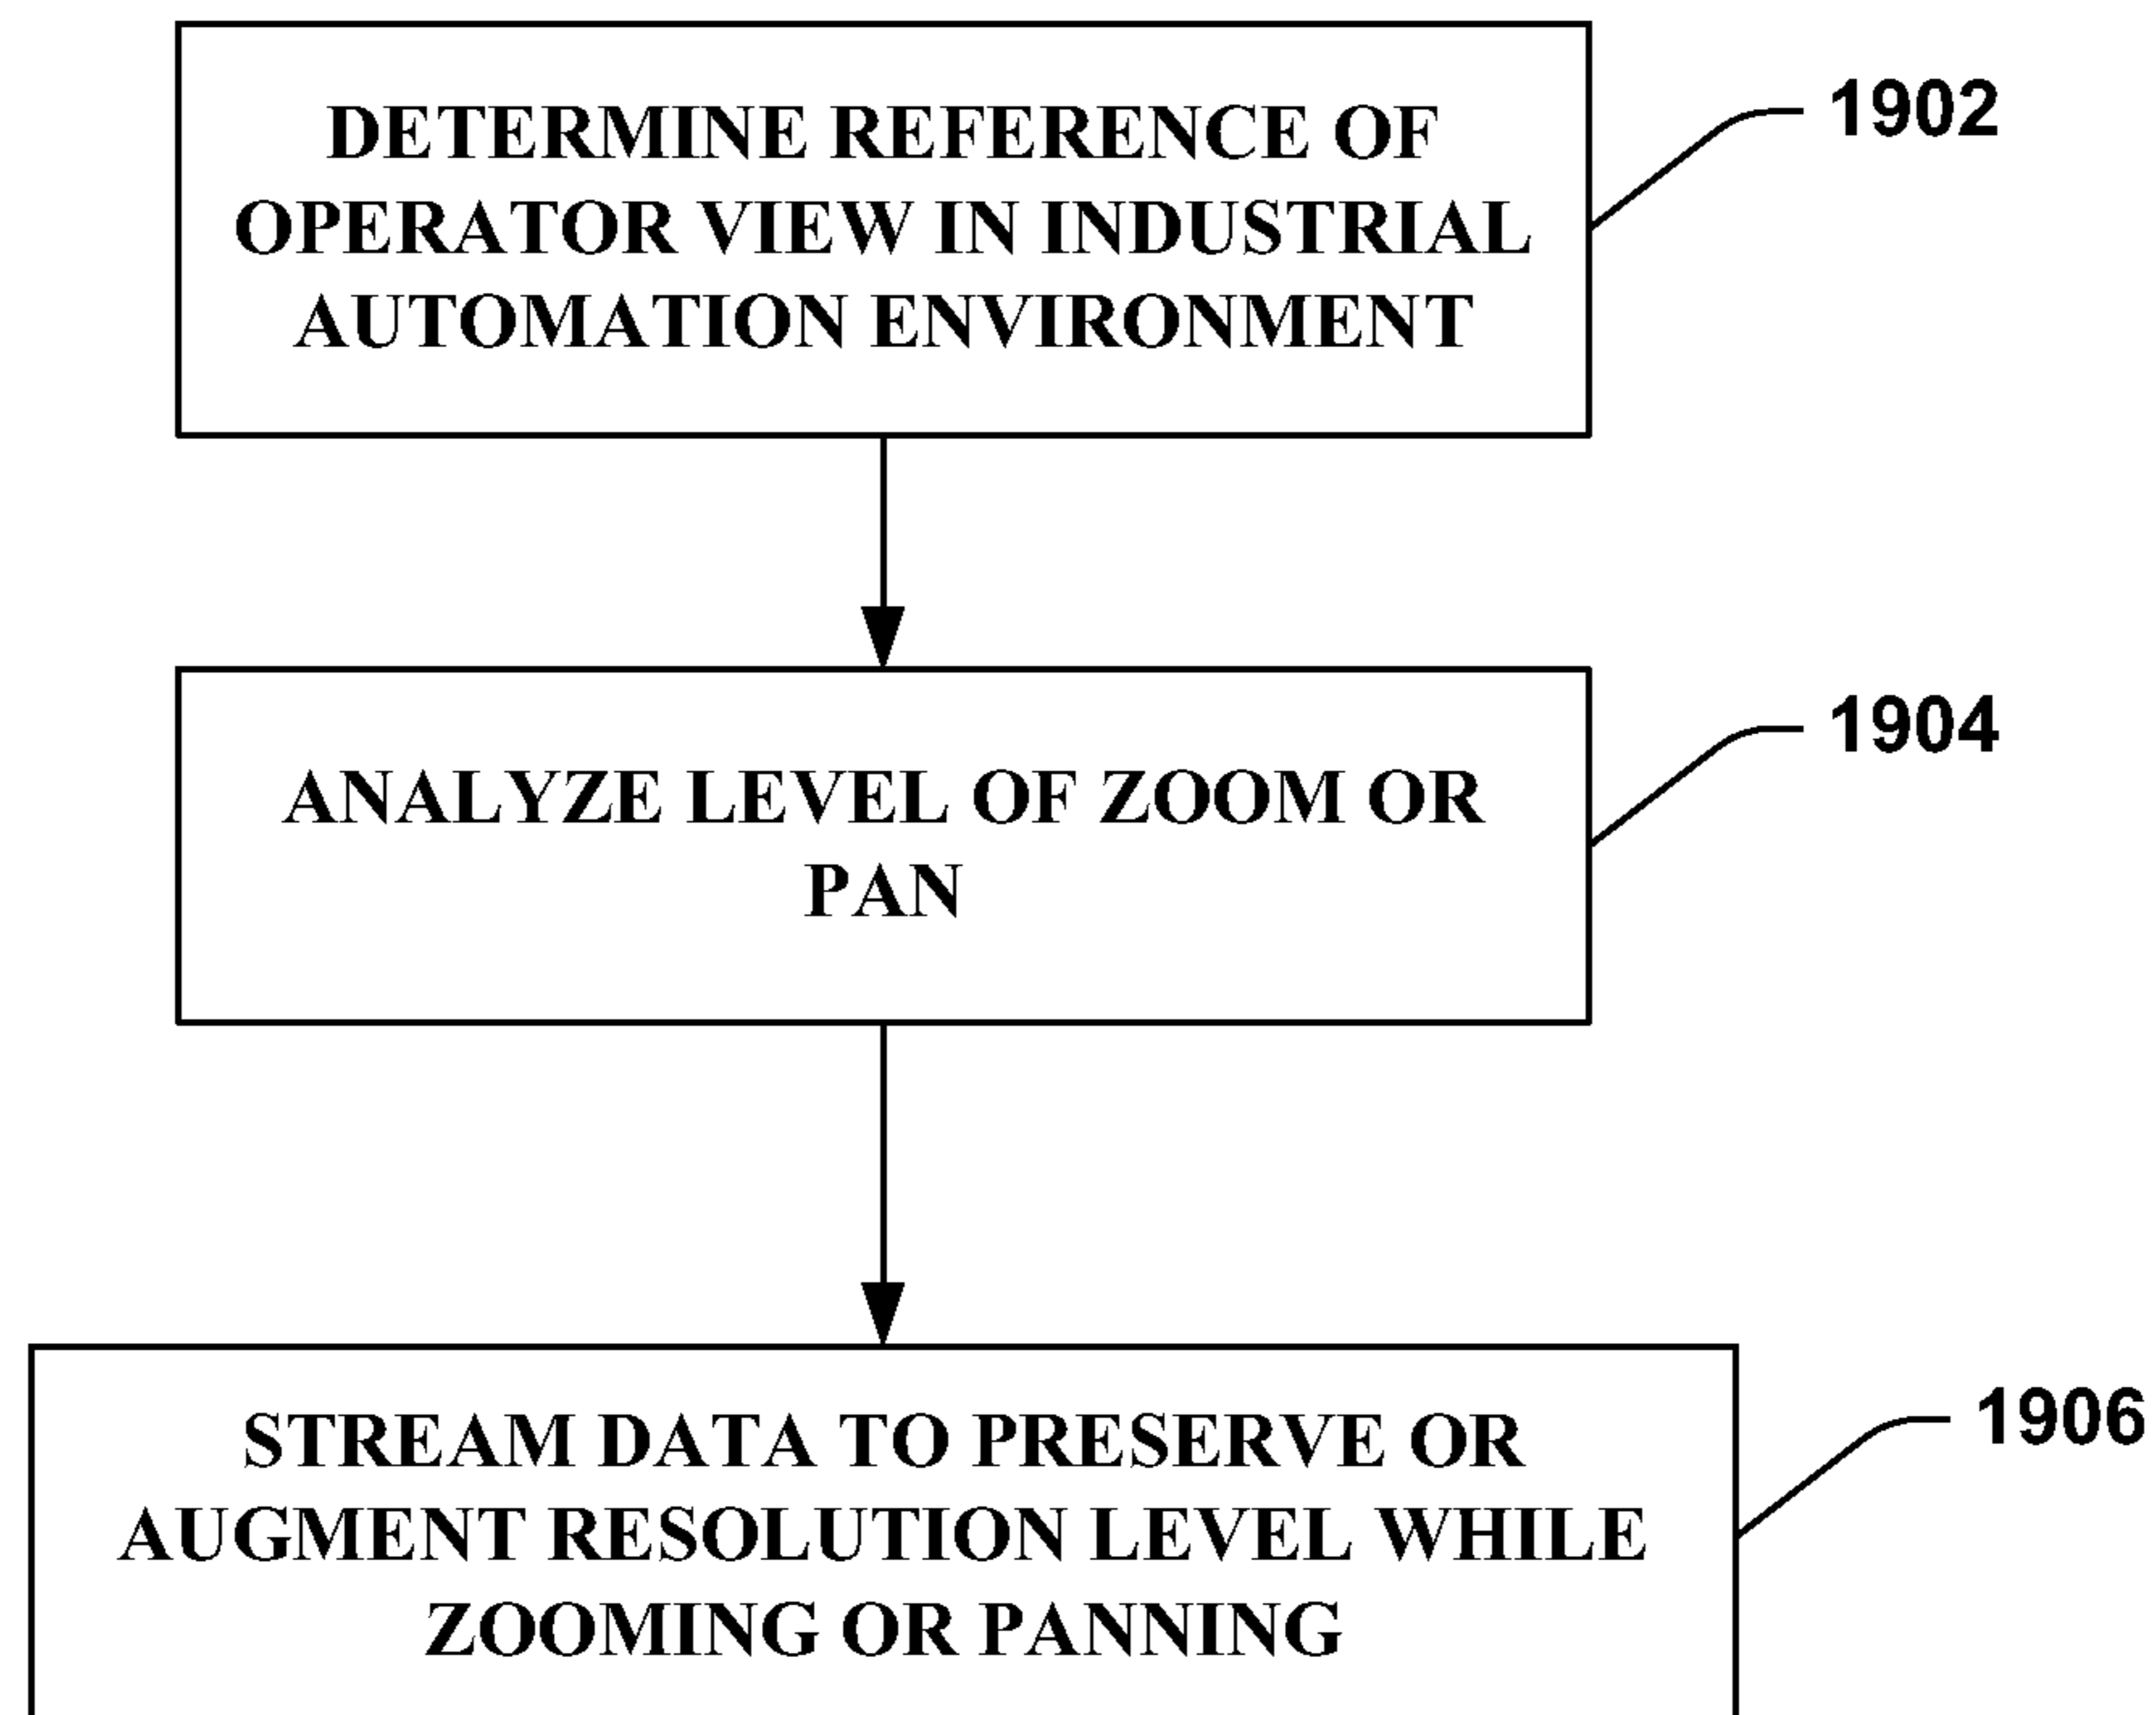 DETERMINE REFERENCE OF
OPERATOR VIEW IN INDUSTRIAL
AUTOMATION ENVIRONMENT
1902
ANALYZE LEVEL OF ZOOM OR
PAN
1904
STREAM DATA TO PRESERVE OR
AUGMENT RESOLUTION LEVEL WHILE
ZOOMING OR PANNING
1906